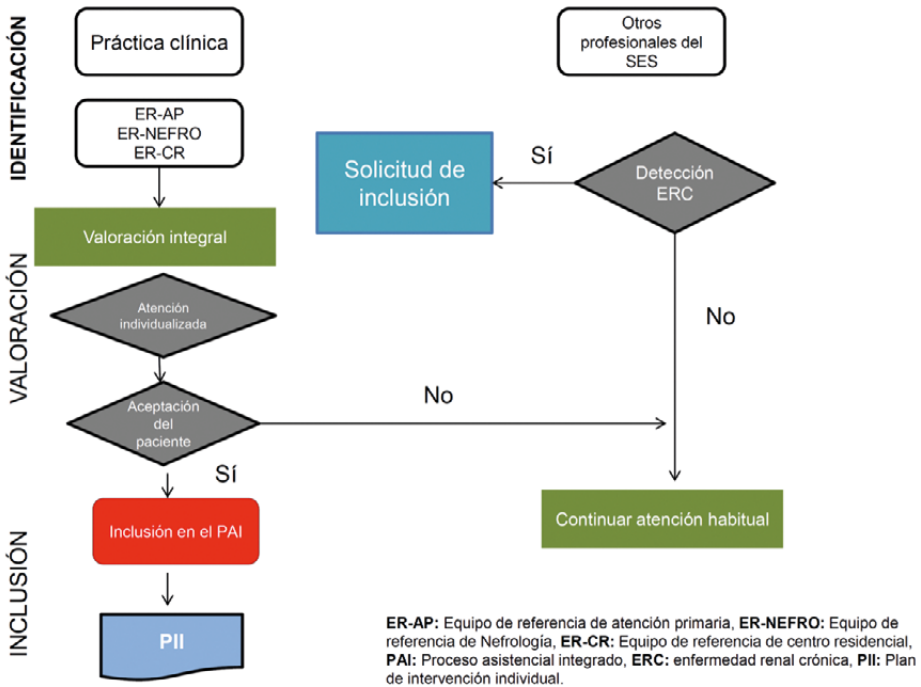 IDENTIFICACIÓN
Práctica clínica
Otros
profesionales del
SES
ER-AP
ER-NEFRO
ER-CR
Solicitud de
inclusión
Sí
Detección
ERC
VALORACIÓN
Valoración integral
Atención
individualizada
No
Aceptación
del
paciente
No
Sí
INCLUSIÓN
Inclusión en el PAI
Continuar atención habitual
PII
ER-AP: Equipo de referencia de atención primaria, ER-NEFRO: Equipo de
referencia de Nefrología, ER-CR: Equipo de referencia de centro residencial,
PAI: Proceso asistencial integrado, ERC: enfermedad renal crónica, PII: Plan
de intervención individual.